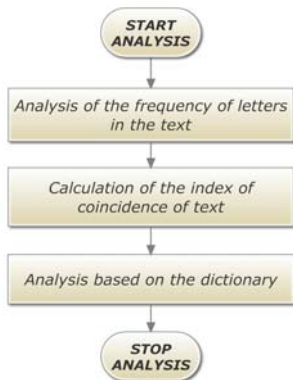 START
ANALYSIS
Analysis of the frequency of letters
in the text
Calculation of the index of
coincidence of text
Analysis based on the dictionary
STOP
ANALYSIS